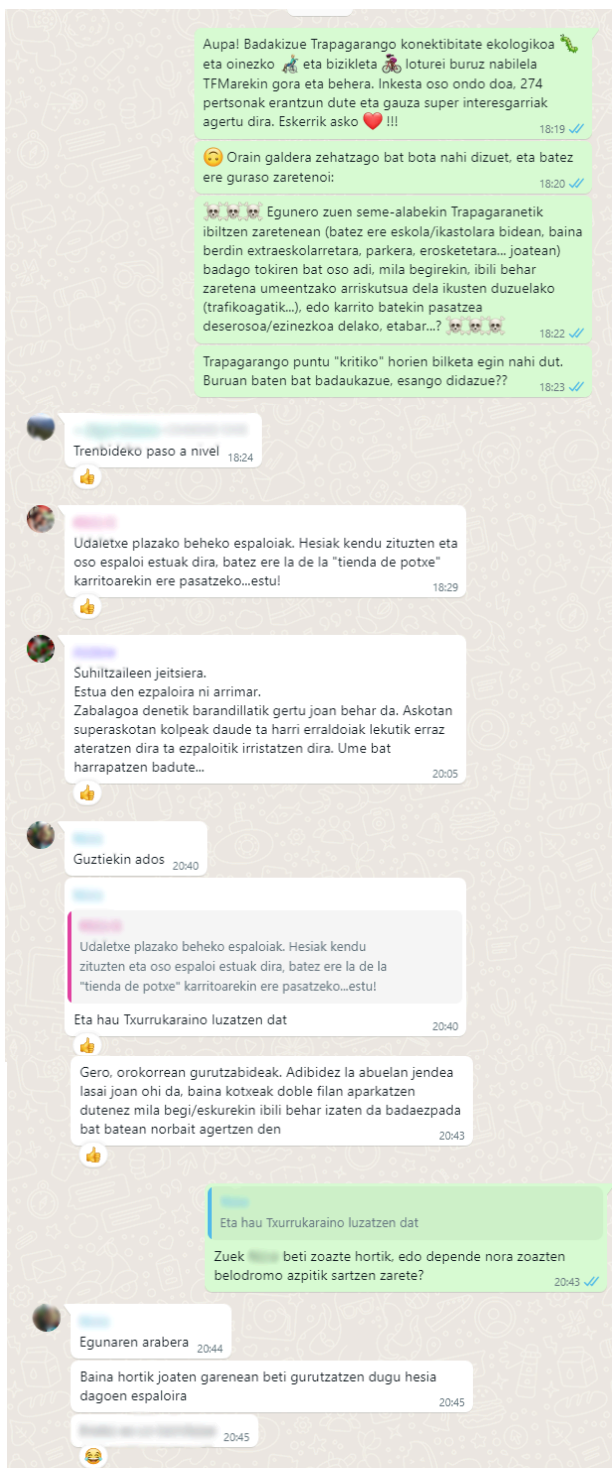 Aupa! Badakizue Trapagarango konektibitate ekologikoa 🐛
eta oinezko 👩‍🦽 eta bizikleta 🚴 loturei buruz nabilela
TFMarekin gora eta behera. Inkesta oso ondo doa, 274
pertsonak erantzun dute eta gauza super interesgarriak
agertu dira. Eskerrik asko ❤️ !!!
18:19
🙃 Orain galdera zehatzago bat bota nahi dizuet, eta batez
ere guraso zaretenoi:
18:20
☠️☠️☠️ Egunero zuen seme-alabekin Trapagaranetik
ibiltzen zaretenean (batez ere eskola/ikastolara bidean, baina
berdin extraeskolarretara, parkera, erosketetara... joatean)
badago tokiren bat oso adi, mila begirekin, ibili behar
zaretena umeentzako arriskutsua dela ikusten duzuelako
(trafikoagatik...), edo karrito batekin pasatzea
deserosoa/ezinezkoa delako, etabar...? ☠️☠️☠️
18:22
Trapagarango puntu "kritiko" horien bilketa egin nahi dut.
Buruan baten bat badaukazue, esango didazue??
18:23
Trenbideko paso a nivel 18:24
👍
Udaletxe plazako beheko espaloiak. Hesiak kendu zituzten eta
oso espaloi estuak dira, batez ere la de la "tienda de potxe"
karritoarekin ere pasatzeko...estu!
18:29
👍
Suhiltzaileen jeitsiera.
Estua den ezpaloira ni arrimar.
Zabalagoa denetik barandillatik gertu joan behar da. Askotan
superaskotan kolpeak daude ta harri erraldoiak lekutik erraz
ateratzen dira ta ezpaloitik irristatzen dira. Ume bat
harrapatzen badute...
20:05
👍
Guztiekin ados 20:40
Udaletxe plazako beheko espaloiak. Hesiak kendu
zituzten eta oso espaloi estuak dira, batez ere la de la
"tienda de potxe" karritoarekin ere pasatzeko...estu!
Eta hau Txurrukaraino luzatzen dat
20:40
👍
Gero, orokorrean gurutzabideak. Adibidez la abuelan jendea
lasai joan ohi da, baina kotxeak doble filan aparkatzen
dutenez mila begi/eskurekin ibili behar izaten da badaezpada
bat batean norbait agertzen den
20:43
👍
Eta hau Txurrukaraino luzatzen dat
Zuek beti zoazte hortik, edo depende nora zoazten
belodromo azpitik sartzen zarete?
20:43
Egunaren arabera 20:44
Baina hortik joaten garenean beti gurutzatzen dugu hesia
dagoen espaloira
20:45
20:45
😂